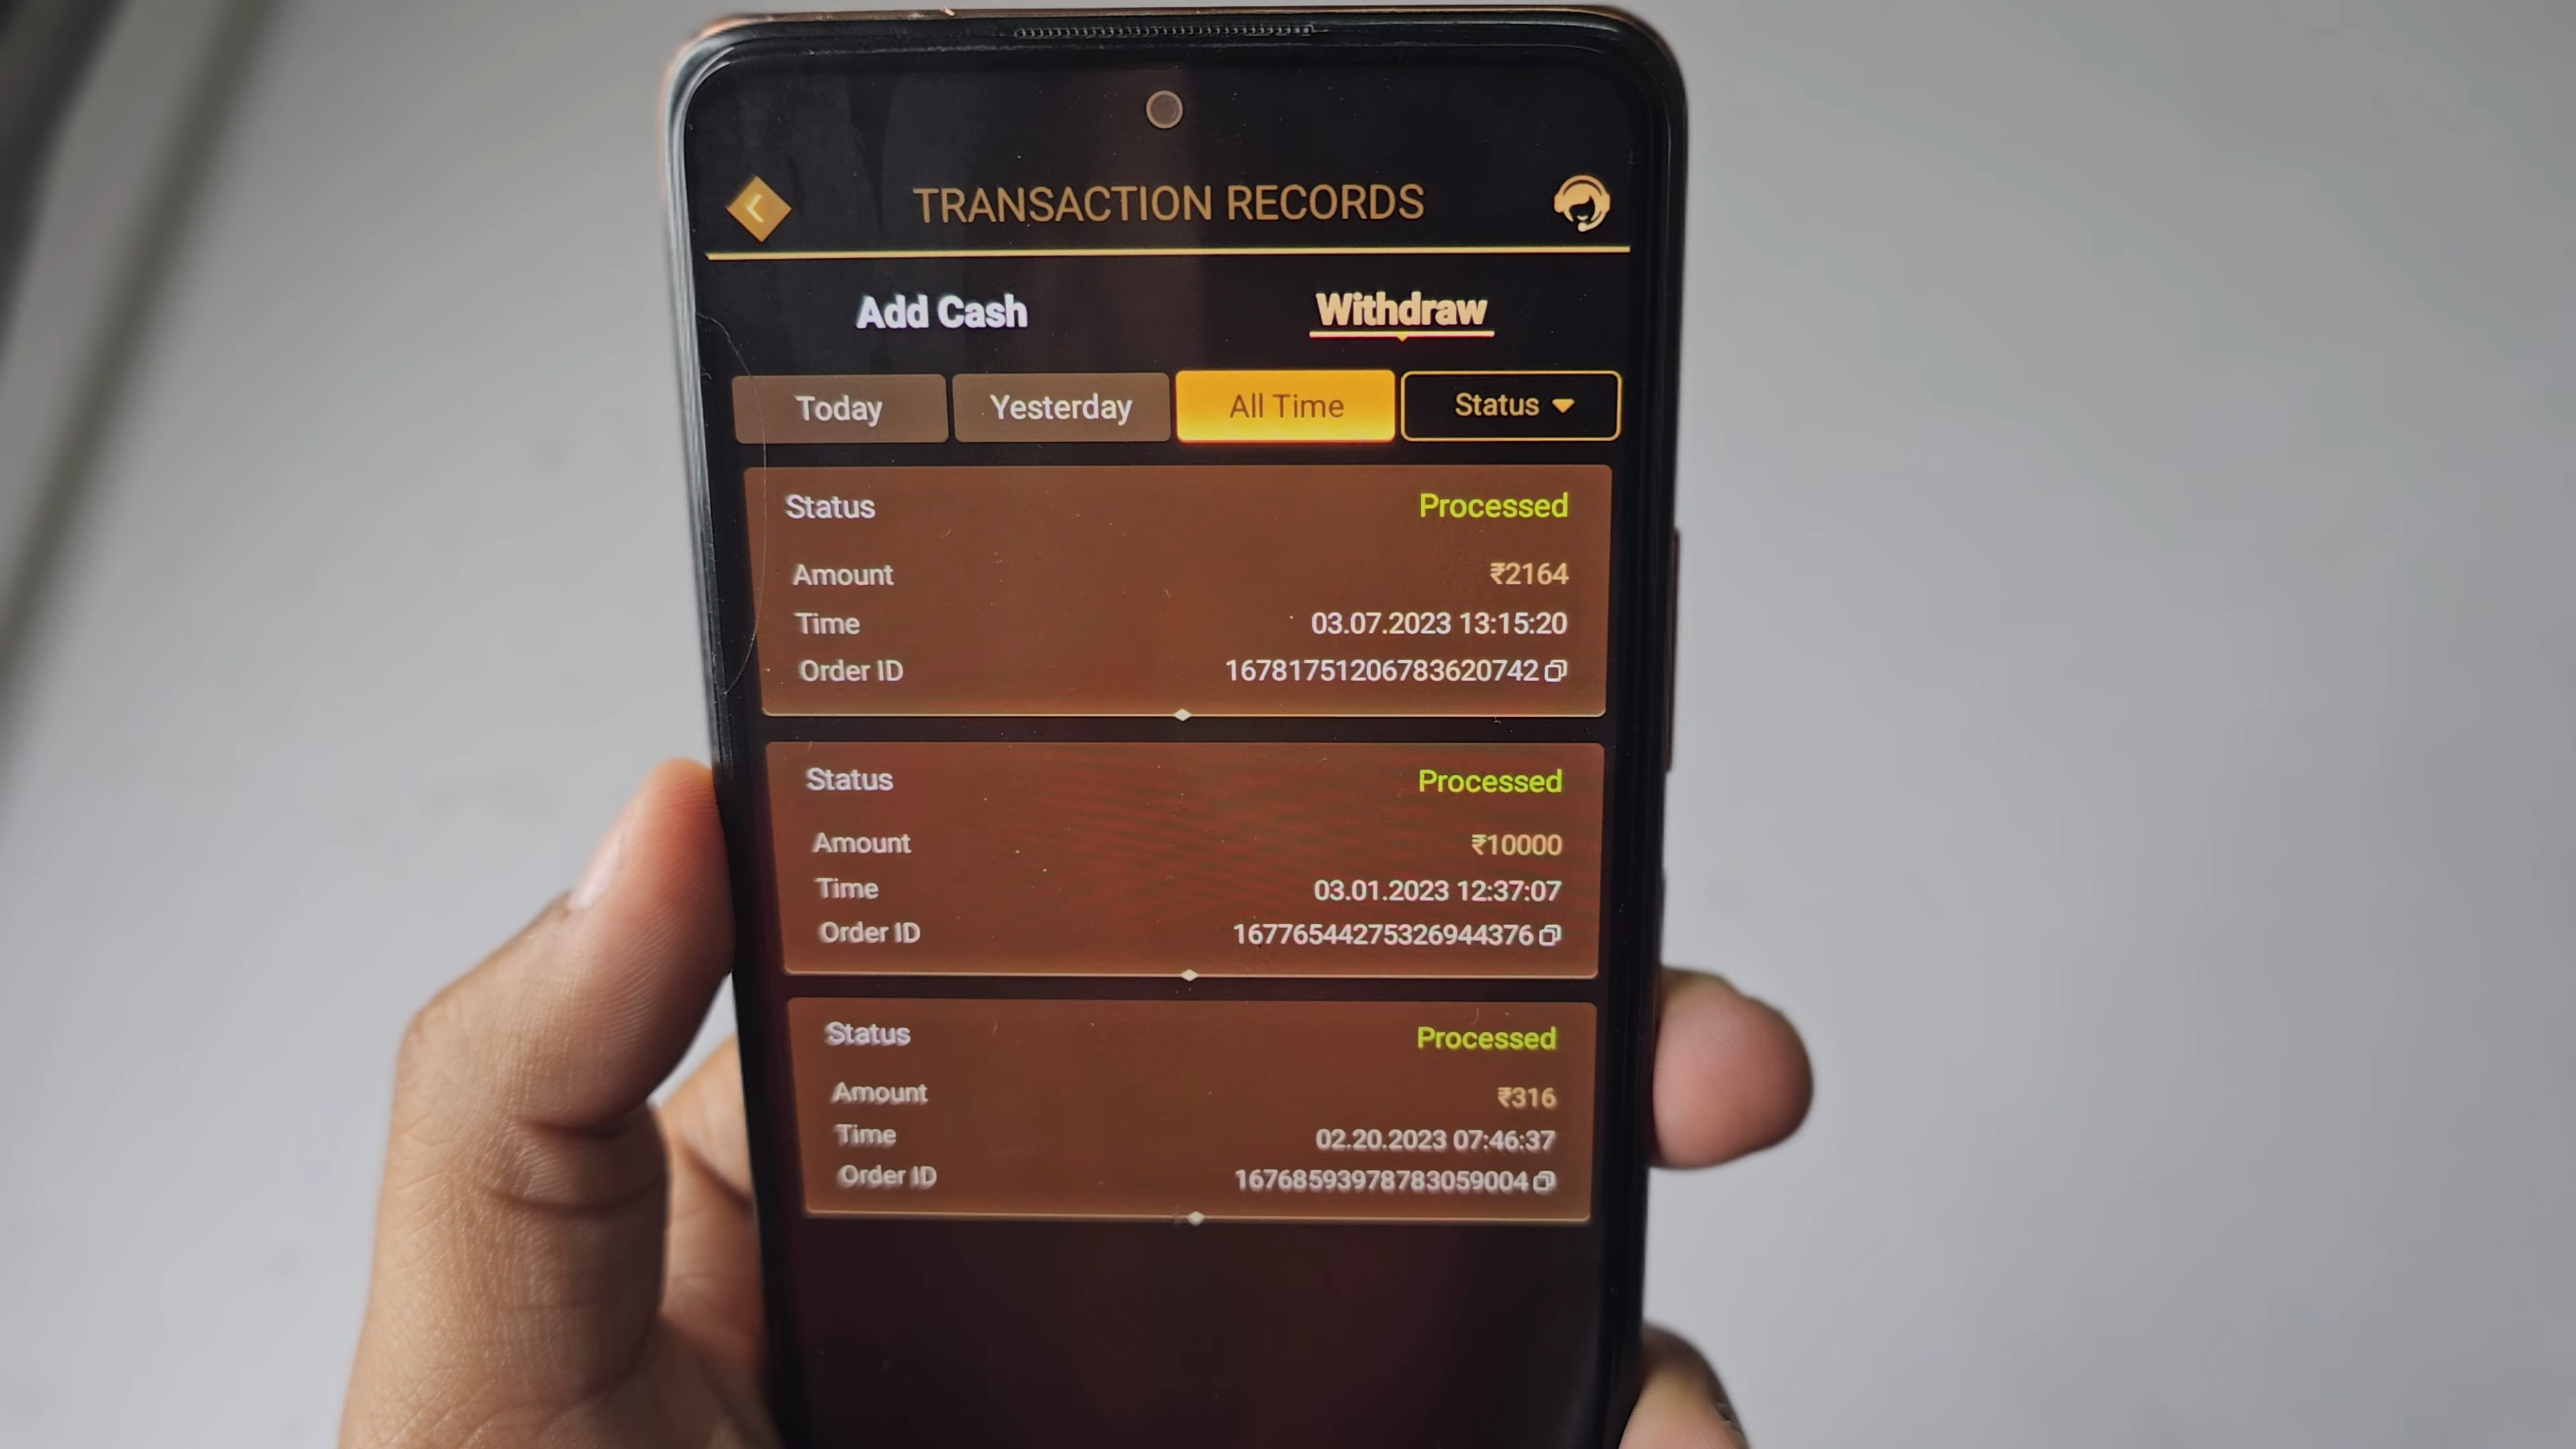 TRANSACTION RECORDS
Add Cash Withdraw
Today Yesterday All Time Status
Status Processed
Amount ₹2164
Time 03.07.2023 13:15:20
Order ID 16781751206783620742
Status Processed
Amount ₹10000
Time 03.01.2023 12:37:07
Order ID 16776544275326944376
Status Processed
Amount ₹316
Time 02.20.2023 07:46:37
Order ID 16768593978783059004